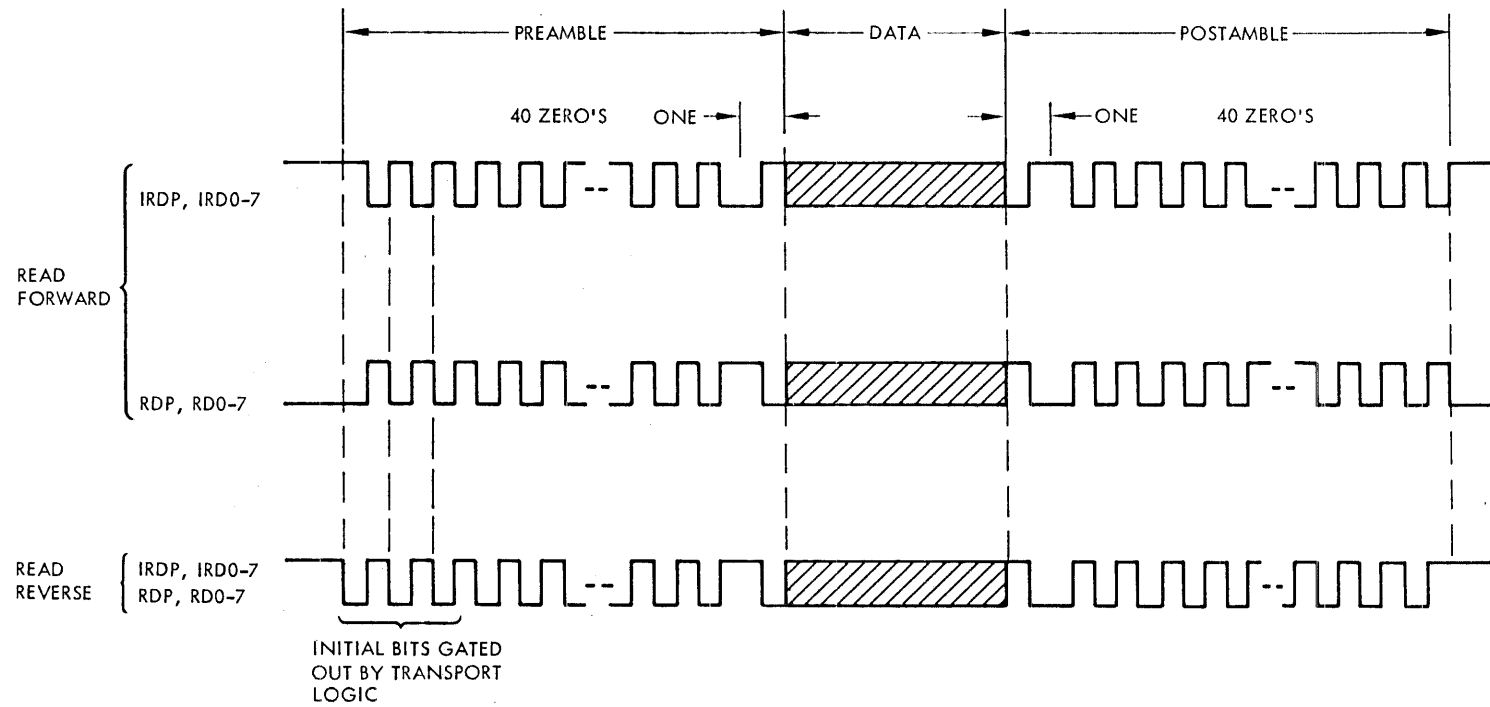 PREAMBLE DATA POSTAMBLE
40 ZERO'S ONE ONE 40 ZERO'S
IRDP, IRD0-7
READ
FORWARD
RDP, RD0-7
READ
REVERSE
IRDP, IRD0-7
RDP, RD0-7
INITIAL BITS GATED
OUT BY TRANSPORT
LOGIC